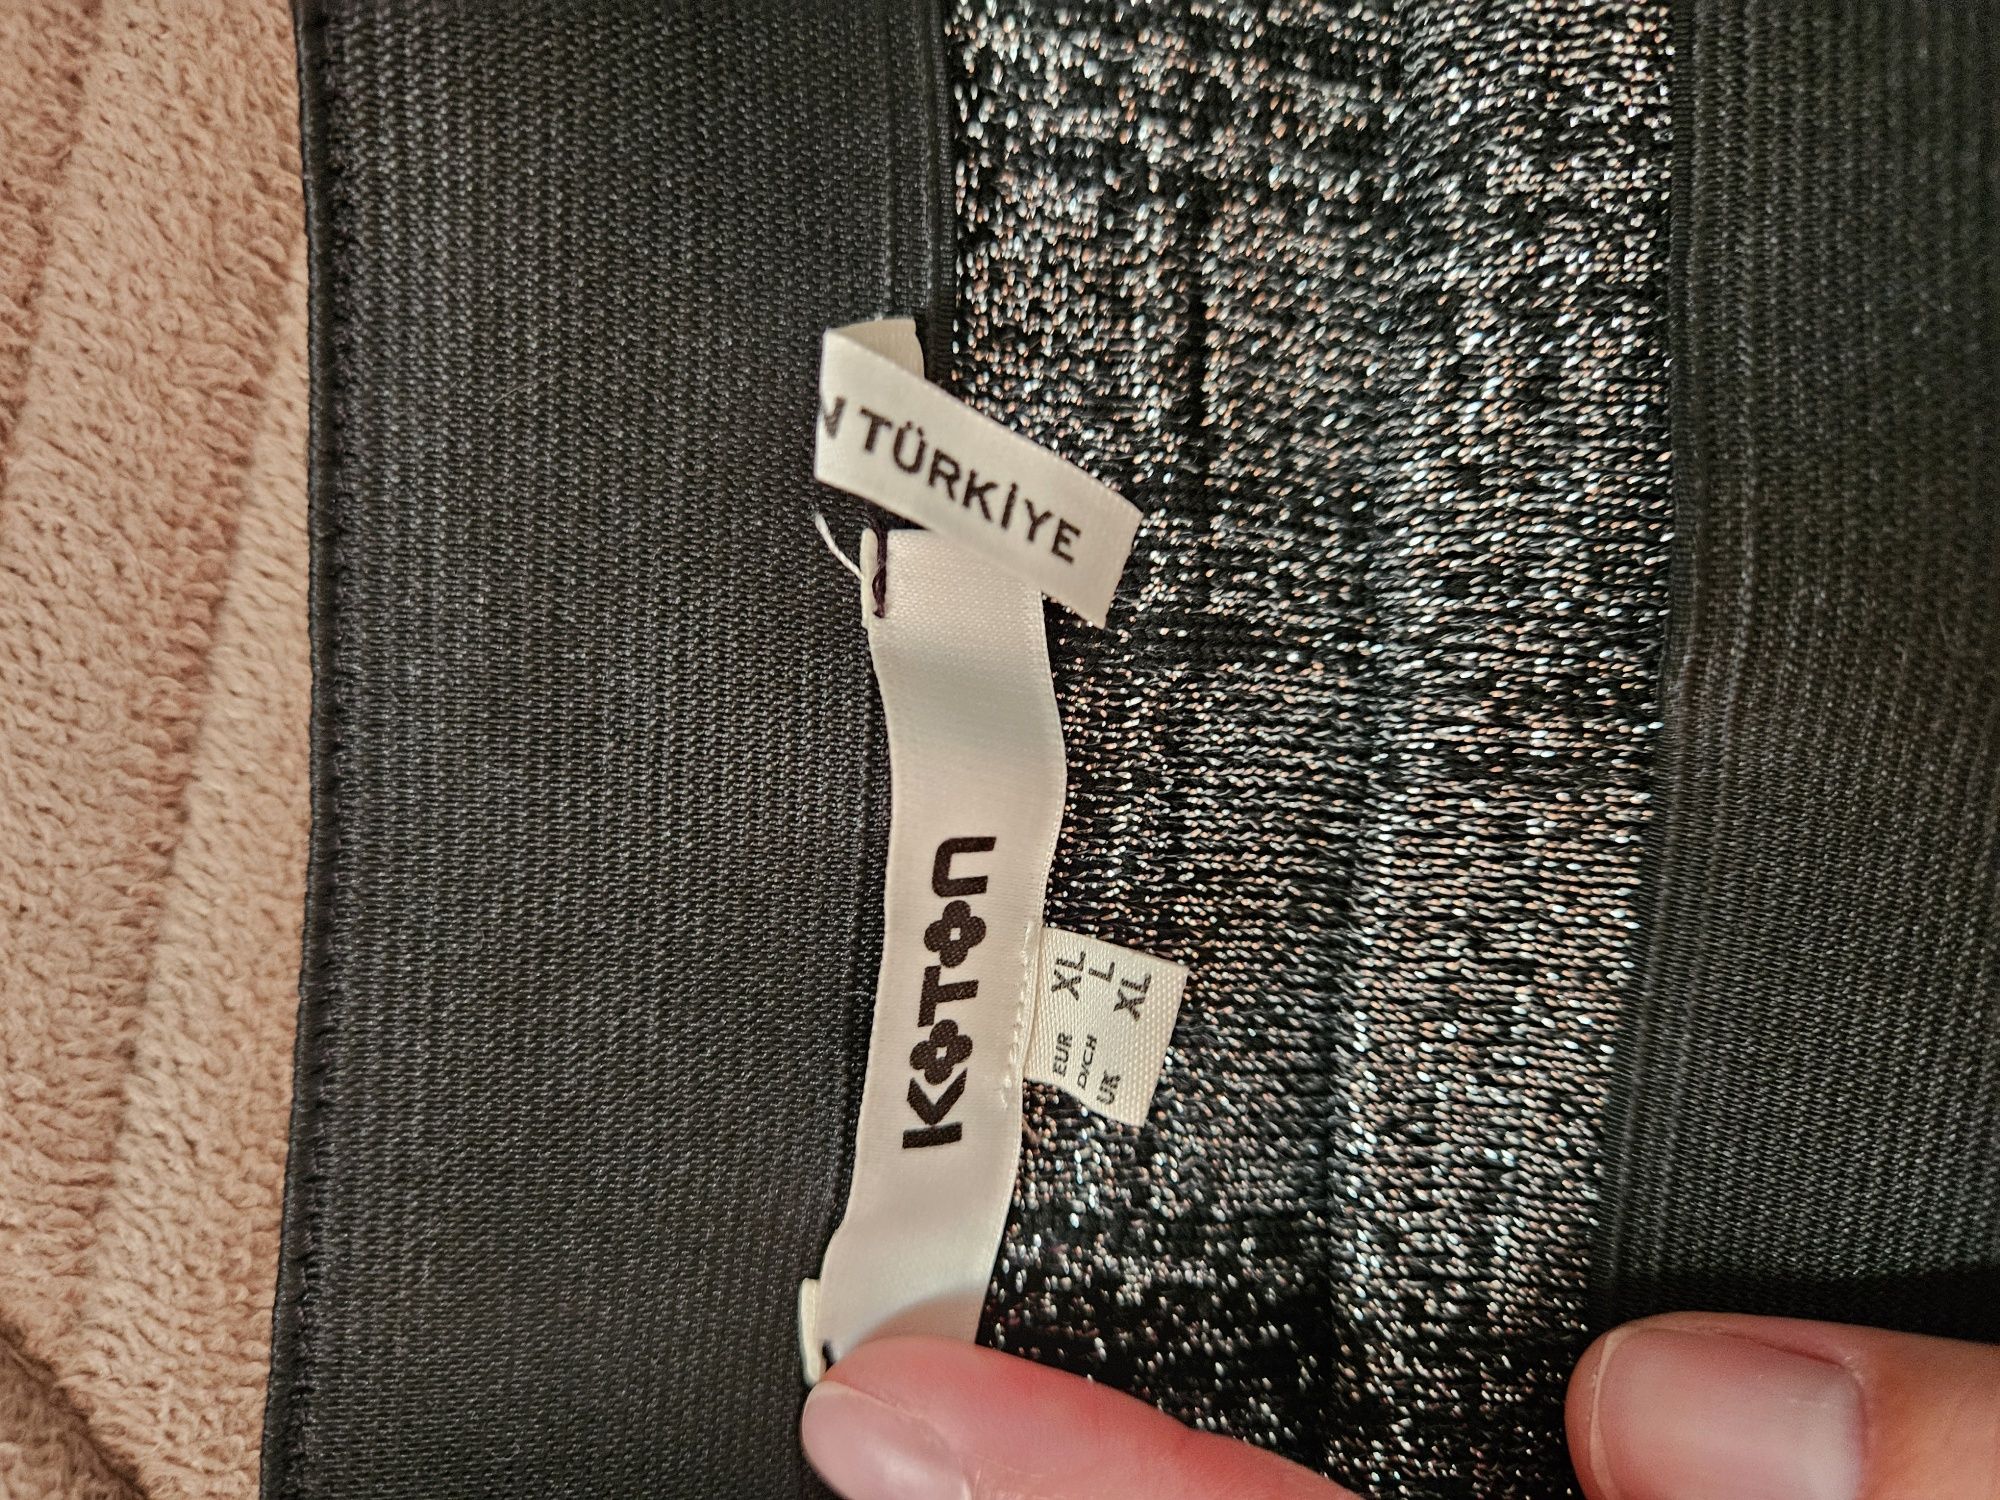 N TÜRKİYE
KOTON
EUR XL
D/CH L
UK XL